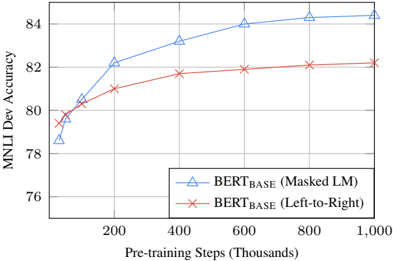 84
82
80
78
76
MNLI Dev Accuracy
BERTBASE (Masked LM)
BERTBASE (Left-to-Right)
200 400 600 800 1,000
Pre-training Steps (Thousands)